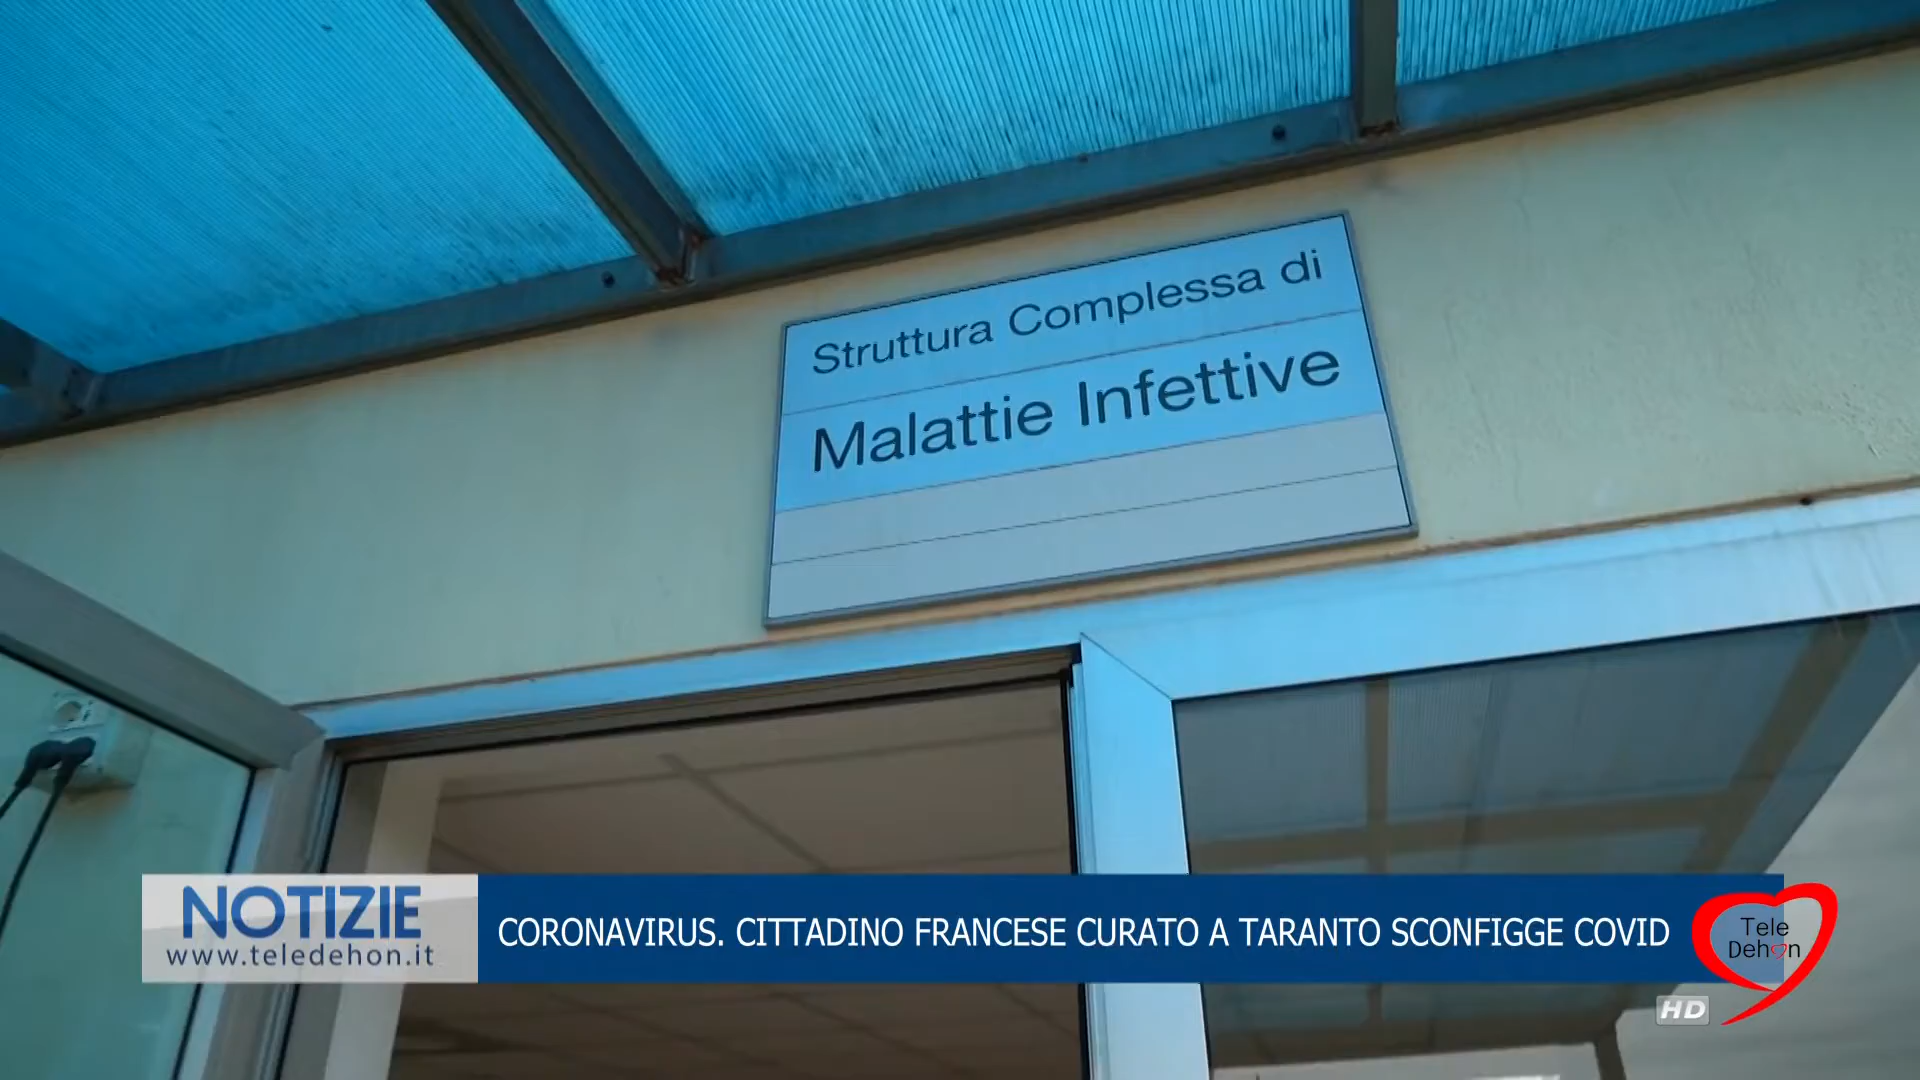 Struttura Complessa di
Malattie Infettive
NOTIZIE
www.teledehon.it
CORONAVIRUS. CITTADINO FRANCESE CURATO A TARANTO SCONFIGGE COVID
Tele
Dehon
HD